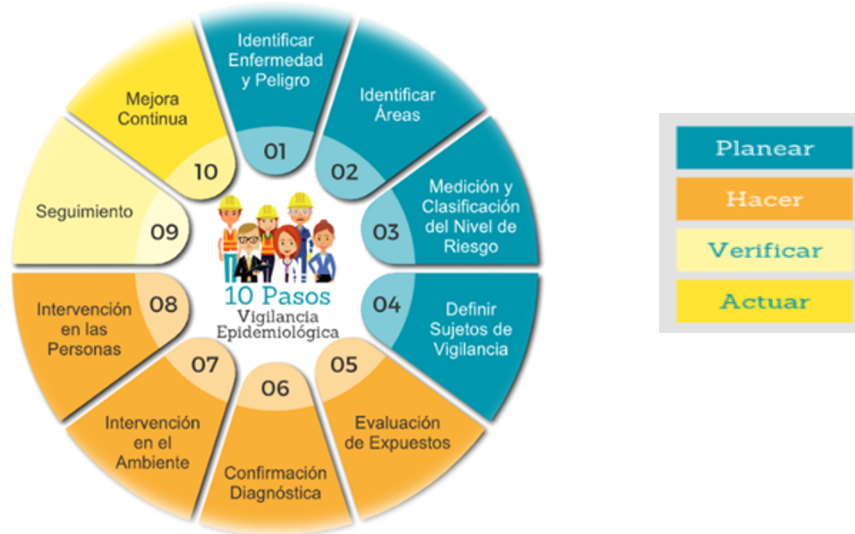 Identificar
Enfermedad
y Peligro
01
Identificar
Áreas
02
Medición y
Clasificación
del Nivel de
Riesgo
03
Definir
Sujetos de
Vigilancia
04
Evaluación
de Expuestos
05
Confirmación
Diagnóstica
06
Intervención
en el
Ambiente
07
Intervención
en las
Personas
08
Seguimiento
09
Mejora
Continua
10
10 Pasos
Vigilancia
Epidemiológica
Planear
Hacer
Verificar
Actuar